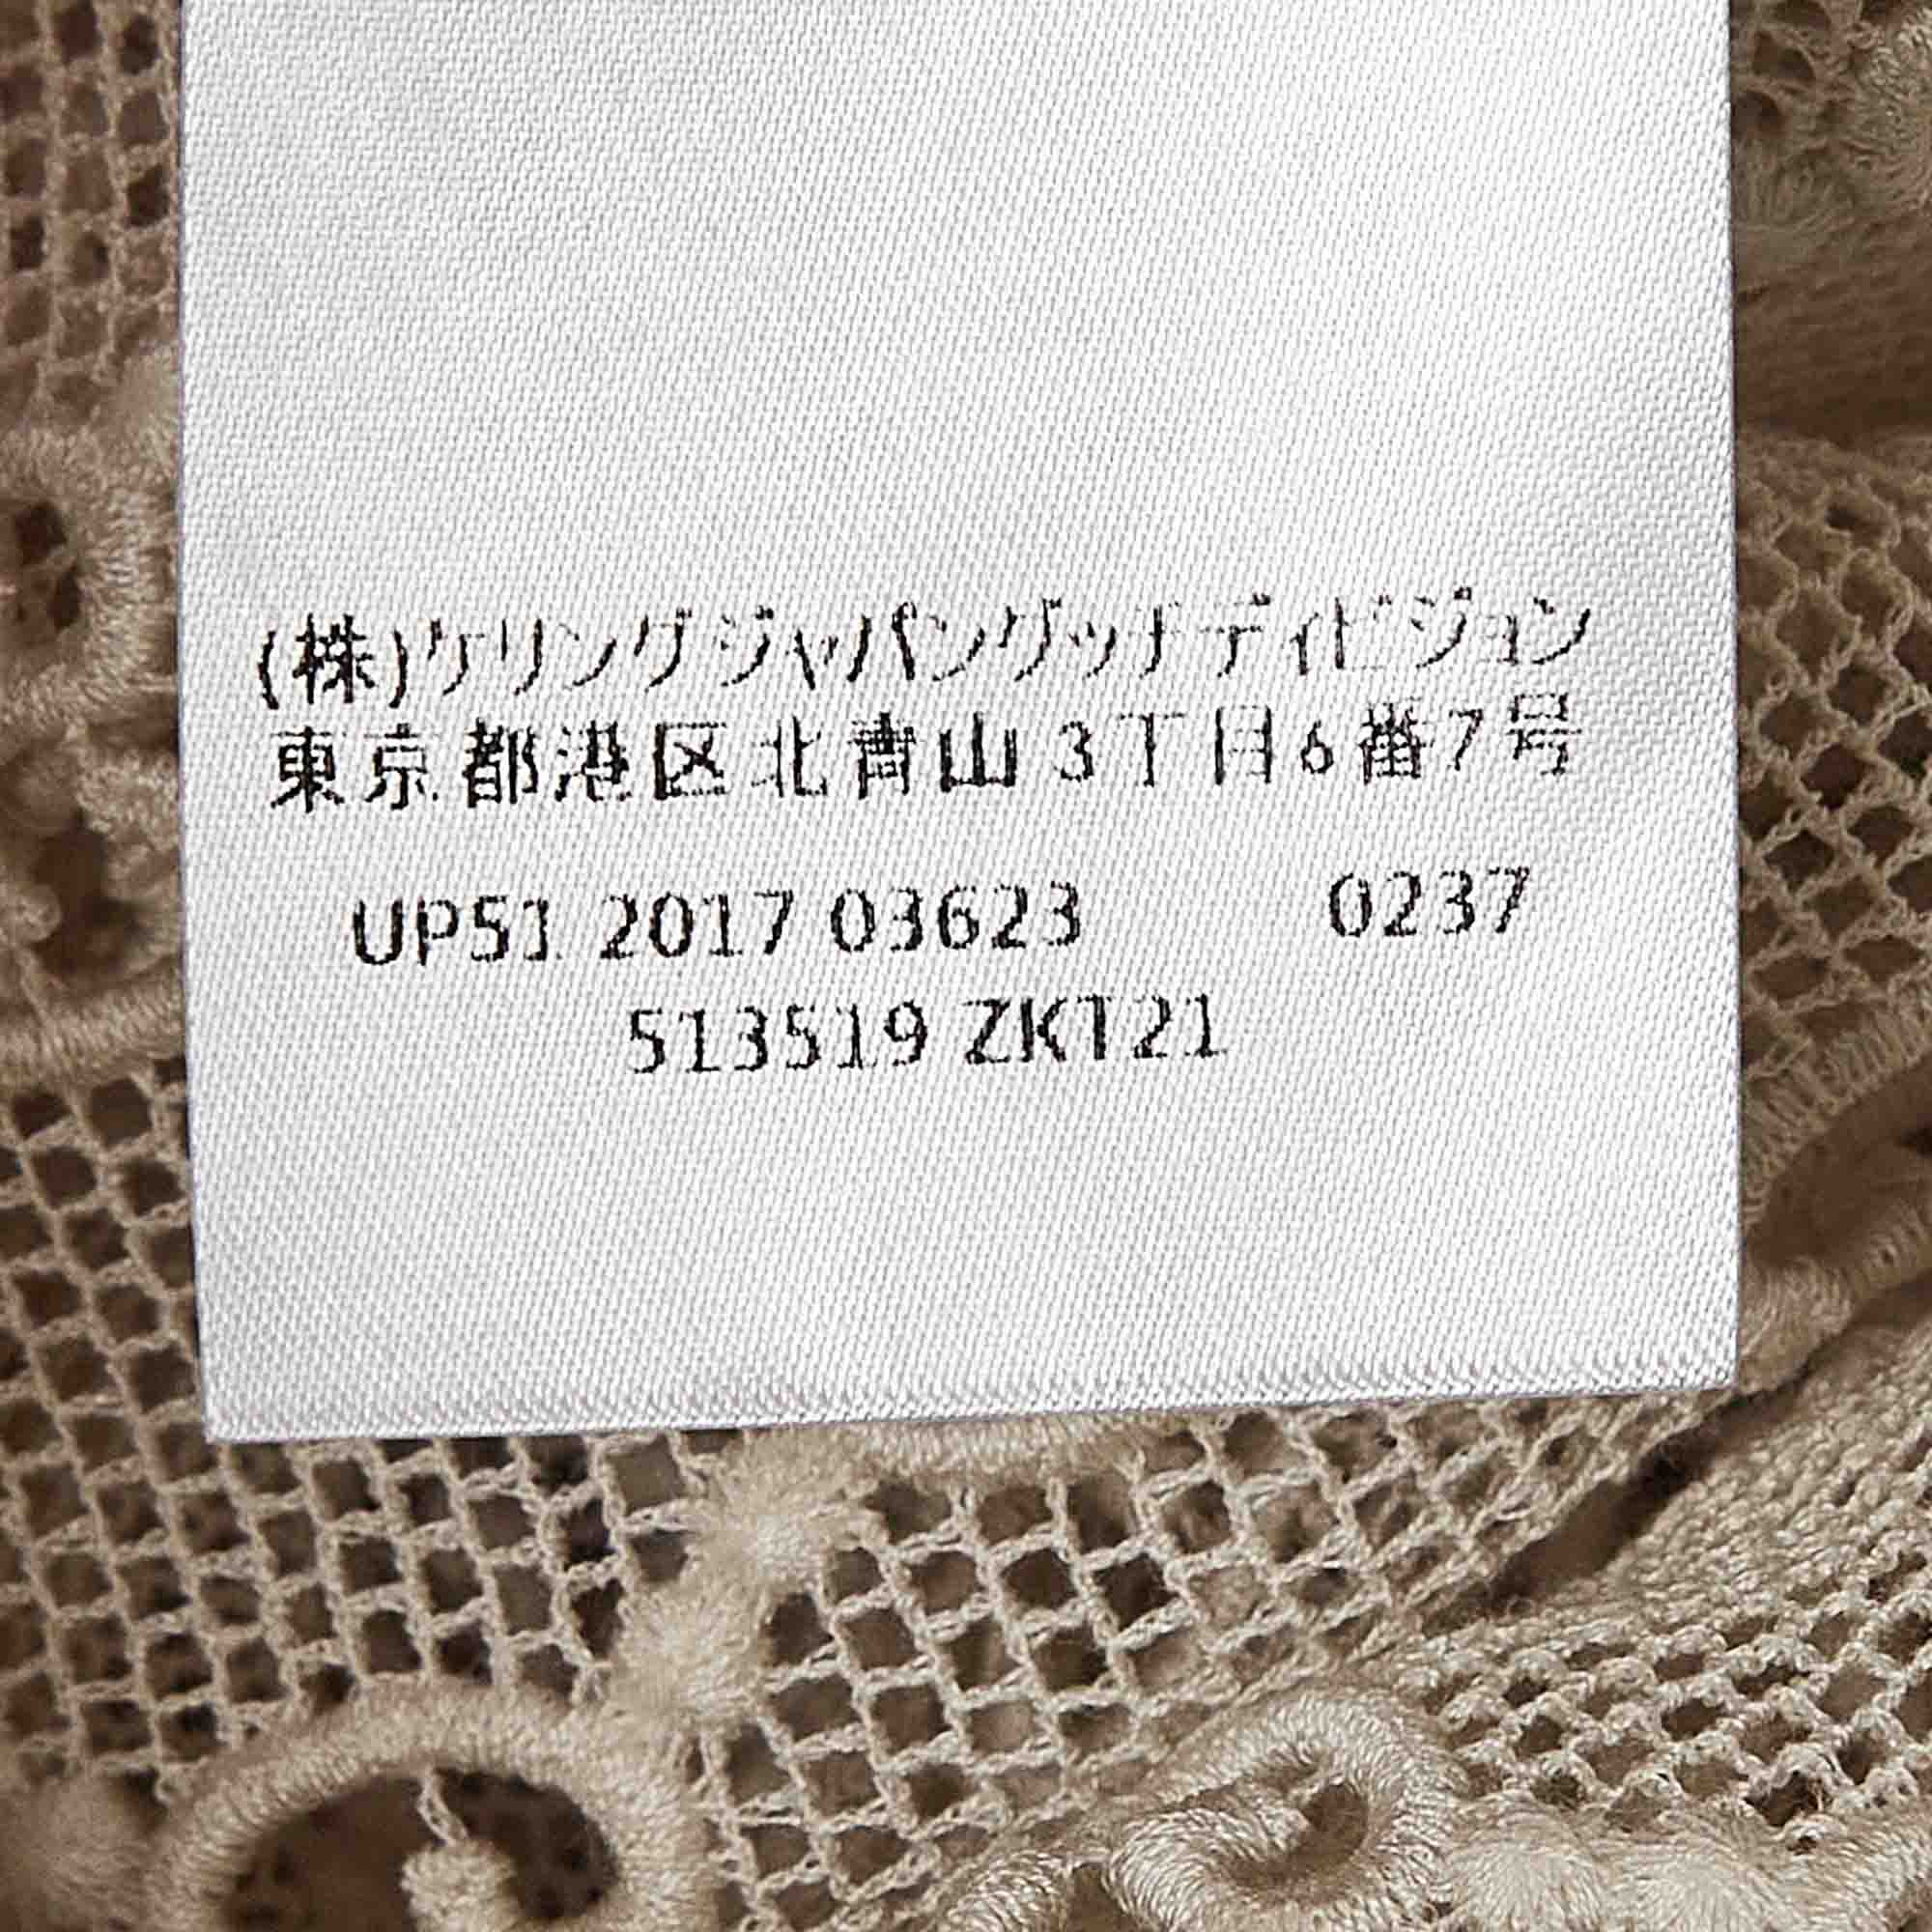 (株)ケリングジャパングッチディビジョン
東京都港区北青山3丁目6番7号
UP51 2017 03623 0237
513519 ZKT21